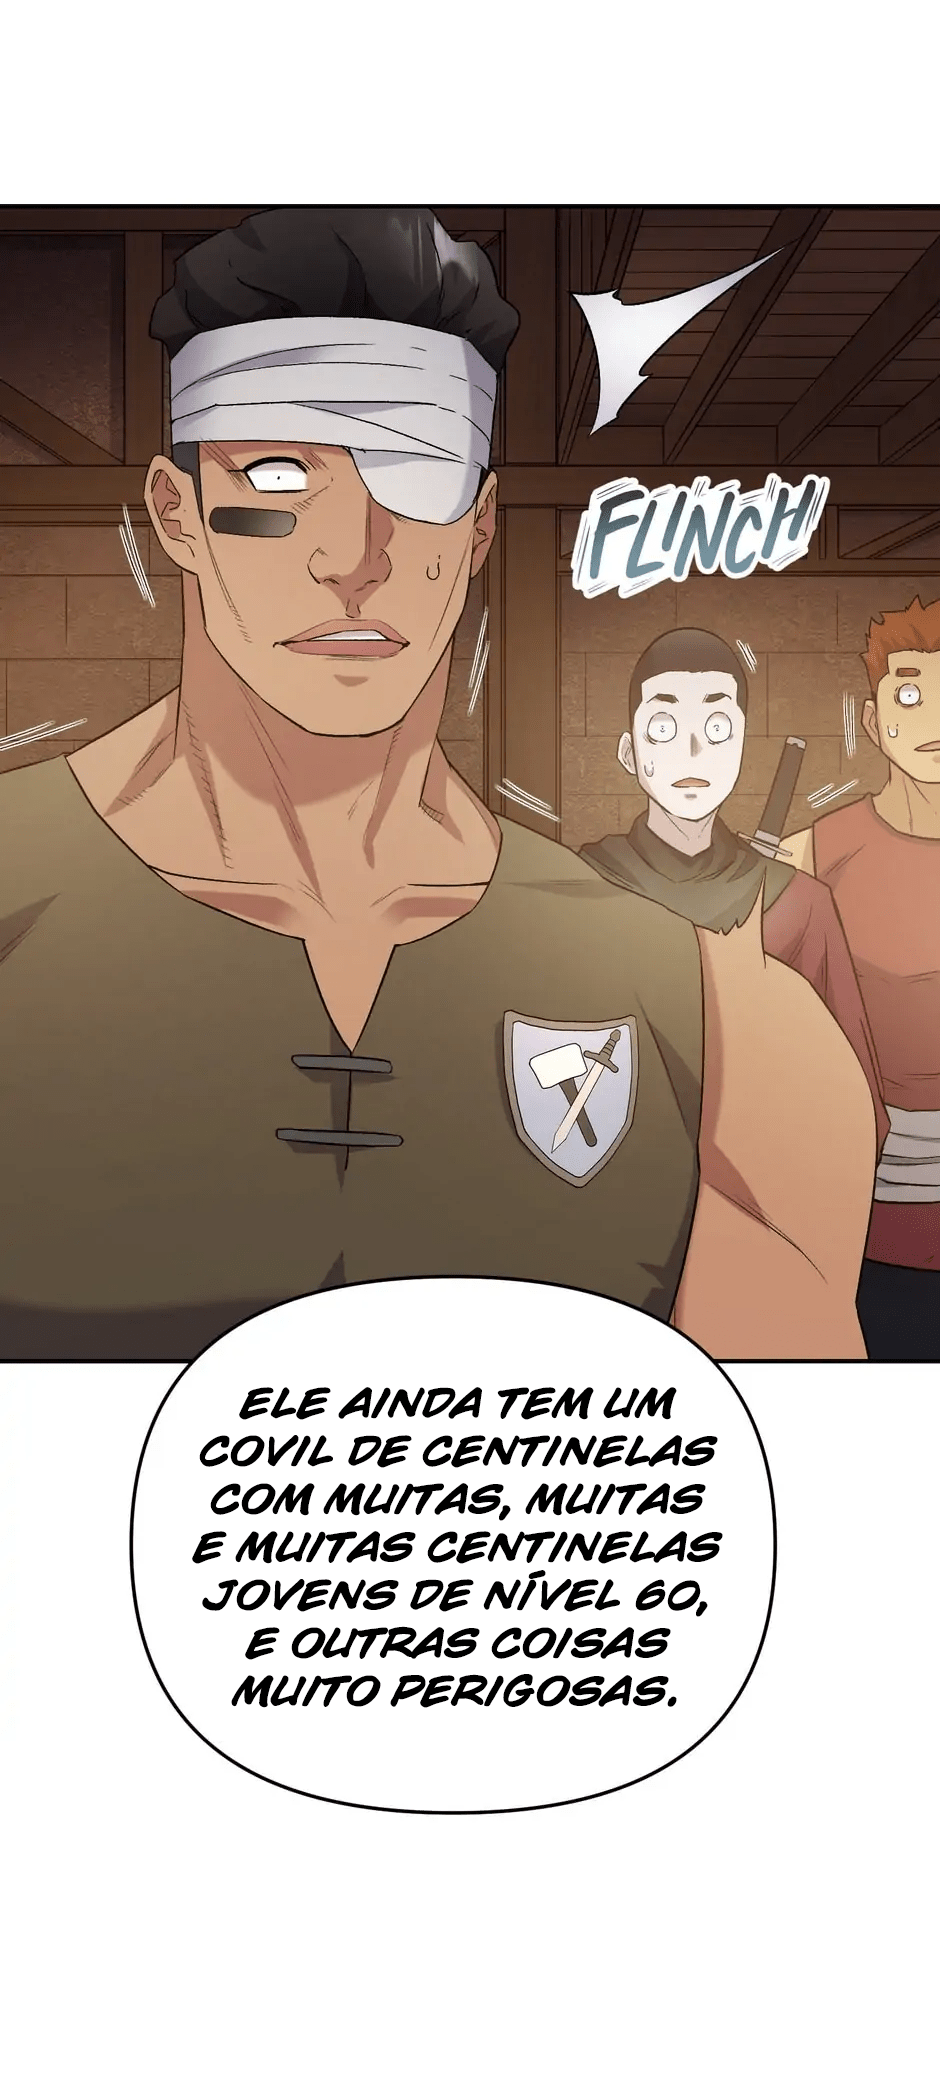 FLINCH
ELE AINDA TEM UM
COVIL DE CENTINELAS
COM MUITAS, MUITAS
E MUITAS CENTINELAS
JOVENS DE NÍVEL 60,
E OUTRAS COISAS
MUITO PERIGOSAS.